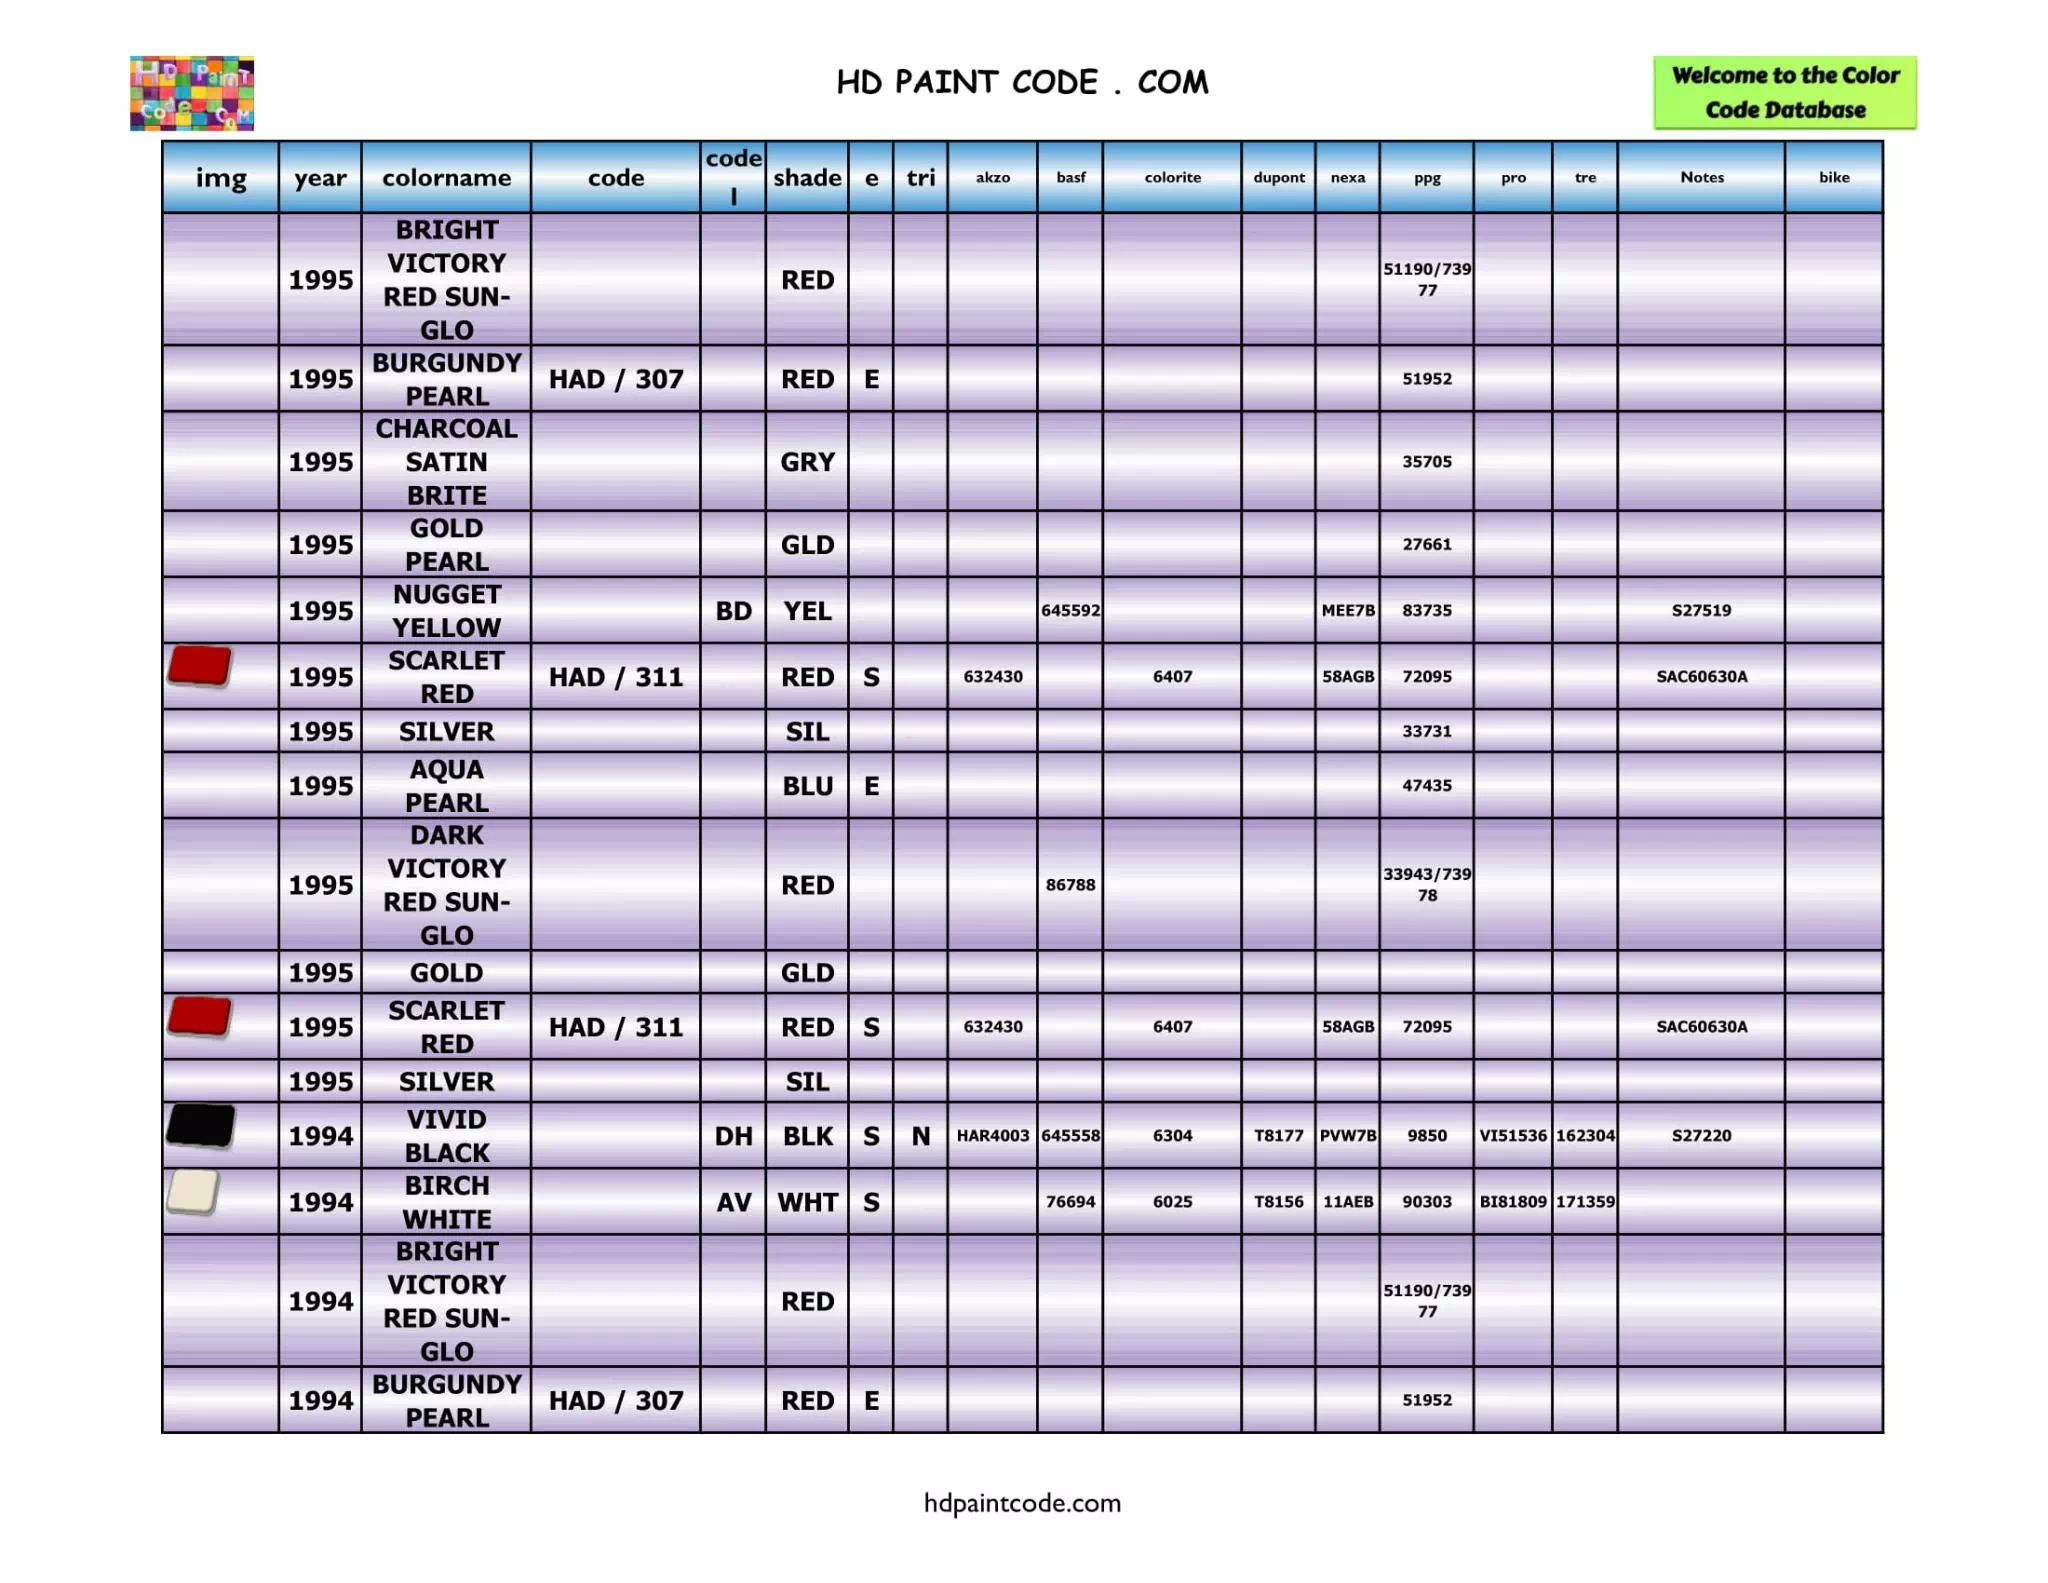 HD Paint
Code
COM
HD PAINT CODE . COM
Welcome to the Color
Code Database
img year colorname code code l shade e tri akzo basf colorite dupont nexa ppg pro tre Notes bike
1995 BRIGHT VICTORY RED SUN-GLO RED 51190/73977
1995 BURGUNDY PEARL HAD / 307 RED E 51952
1995 CHARCOAL SATIN BRITE GRY 35705
1995 GOLD PEARL GLD 27661
1995 NUGGET YELLOW BD YEL 645592 MEE7B 83735 S27519
1995 SCARLET RED HAD / 311 RED S 632430 6407 58AGB 72095 SAC60630A
1995 SILVER SIL 33731
1995 AQUA PEARL BLU E 47435
1995 DARK VICTORY RED SUN-GLO RED 86788 33943/73978
1995 GOLD GLD
1995 SCARLET RED HAD / 311 RED S 632430 6407 58AGB 72095 SAC60630A
1995 SILVER SIL
1994 VIVID BLACK DH BLK S N HAR4003 645558 6304 T8177 PVW7B 9850 VI51536 162304 S27220
1994 BIRCH WHITE AV WHT S 76694 6025 T8156 11AEB 90303 BI81809 171359
1994 BRIGHT VICTORY RED SUN-GLO RED 51190/73977
1994 BURGUNDY PEARL HAD / 307 RED E 51952
hdpaintcode.com